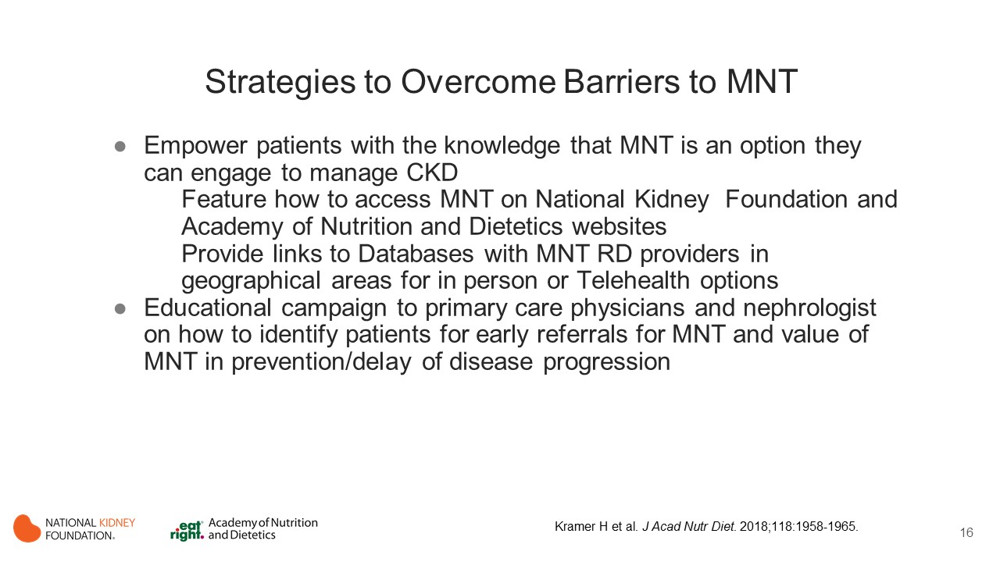 Strategies to Overcome Barriers to MNT
● Empower patients with the knowledge that MNT is an option they
can engage to manage CKD
Feature how to access MNT on National Kidney  Foundation and
Academy of Nutrition and Dietetics websites
Provide links to Databases with MNT RD providers in
geographical areas for in person or Telehealth options
● Educational campaign to primary care physicians and nephrologist
on how to identify patients for early referrals for MNT and value of
MNT in prevention/delay of disease progression
NATIONAL KIDNEY
FOUNDATION®
eat
right.
Academy of Nutrition
and Dietetics
Kramer H et al. J Acad Nutr Diet. 2018;118:1958-1965.
16